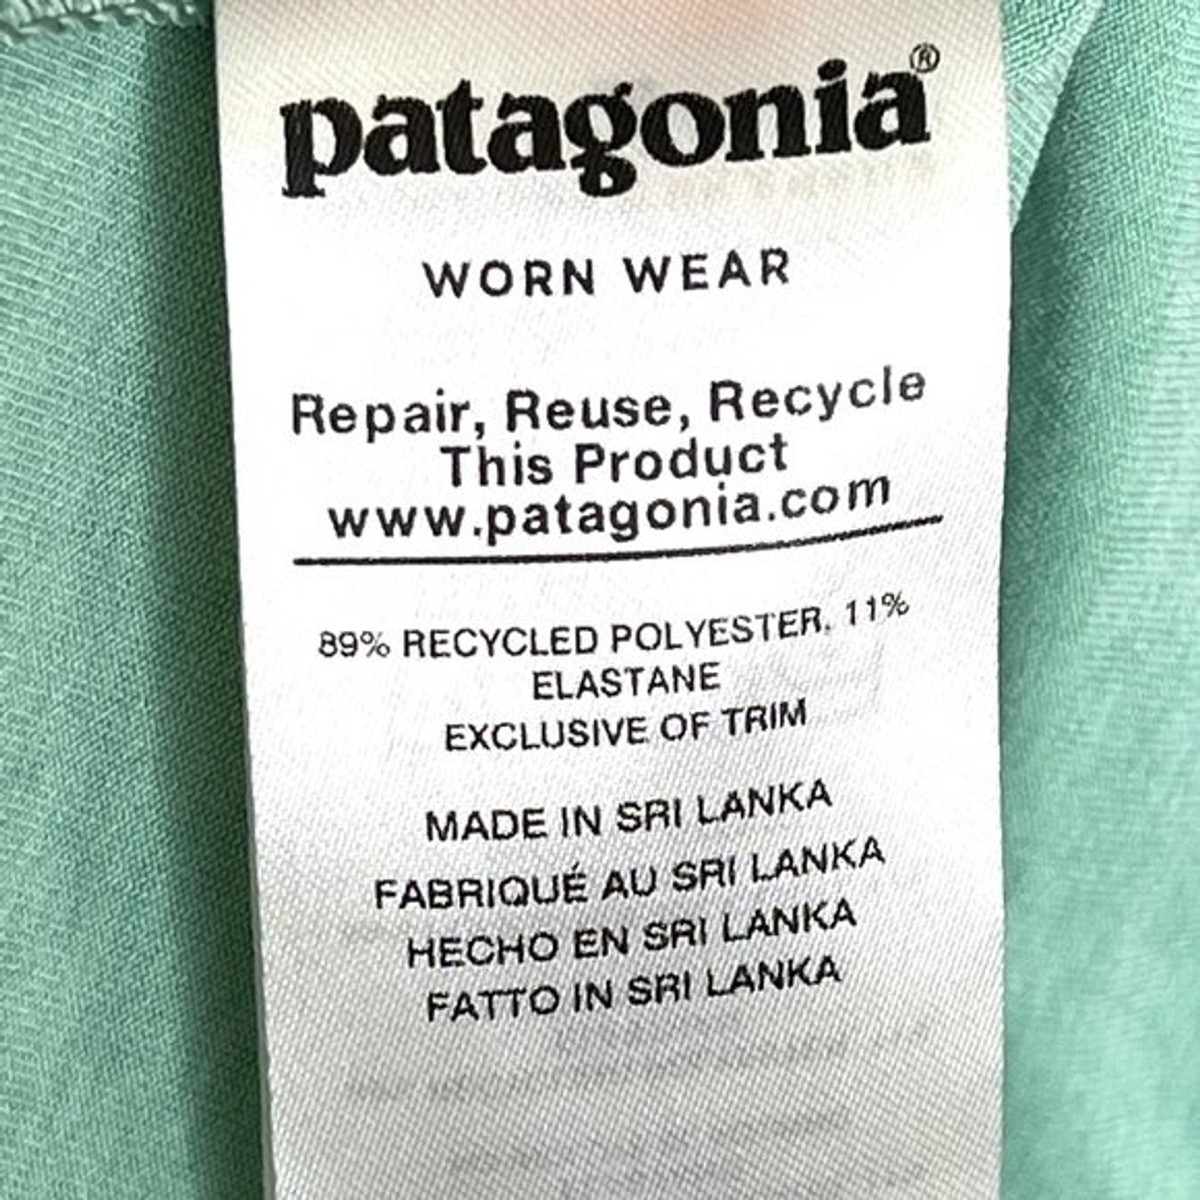 patagonia®
WORN WEAR
Repair, Reuse, Recycle
This Product
www.patagonia.com
89% RECYCLED POLYESTER, 11%
ELASTANE
EXCLUSIVE OF TRIM
MADE IN SRI LANKA
FABRIQUÉ AU SRI LANKA
HECHO EN SRI LANKA
FATTO IN SRI LANKA